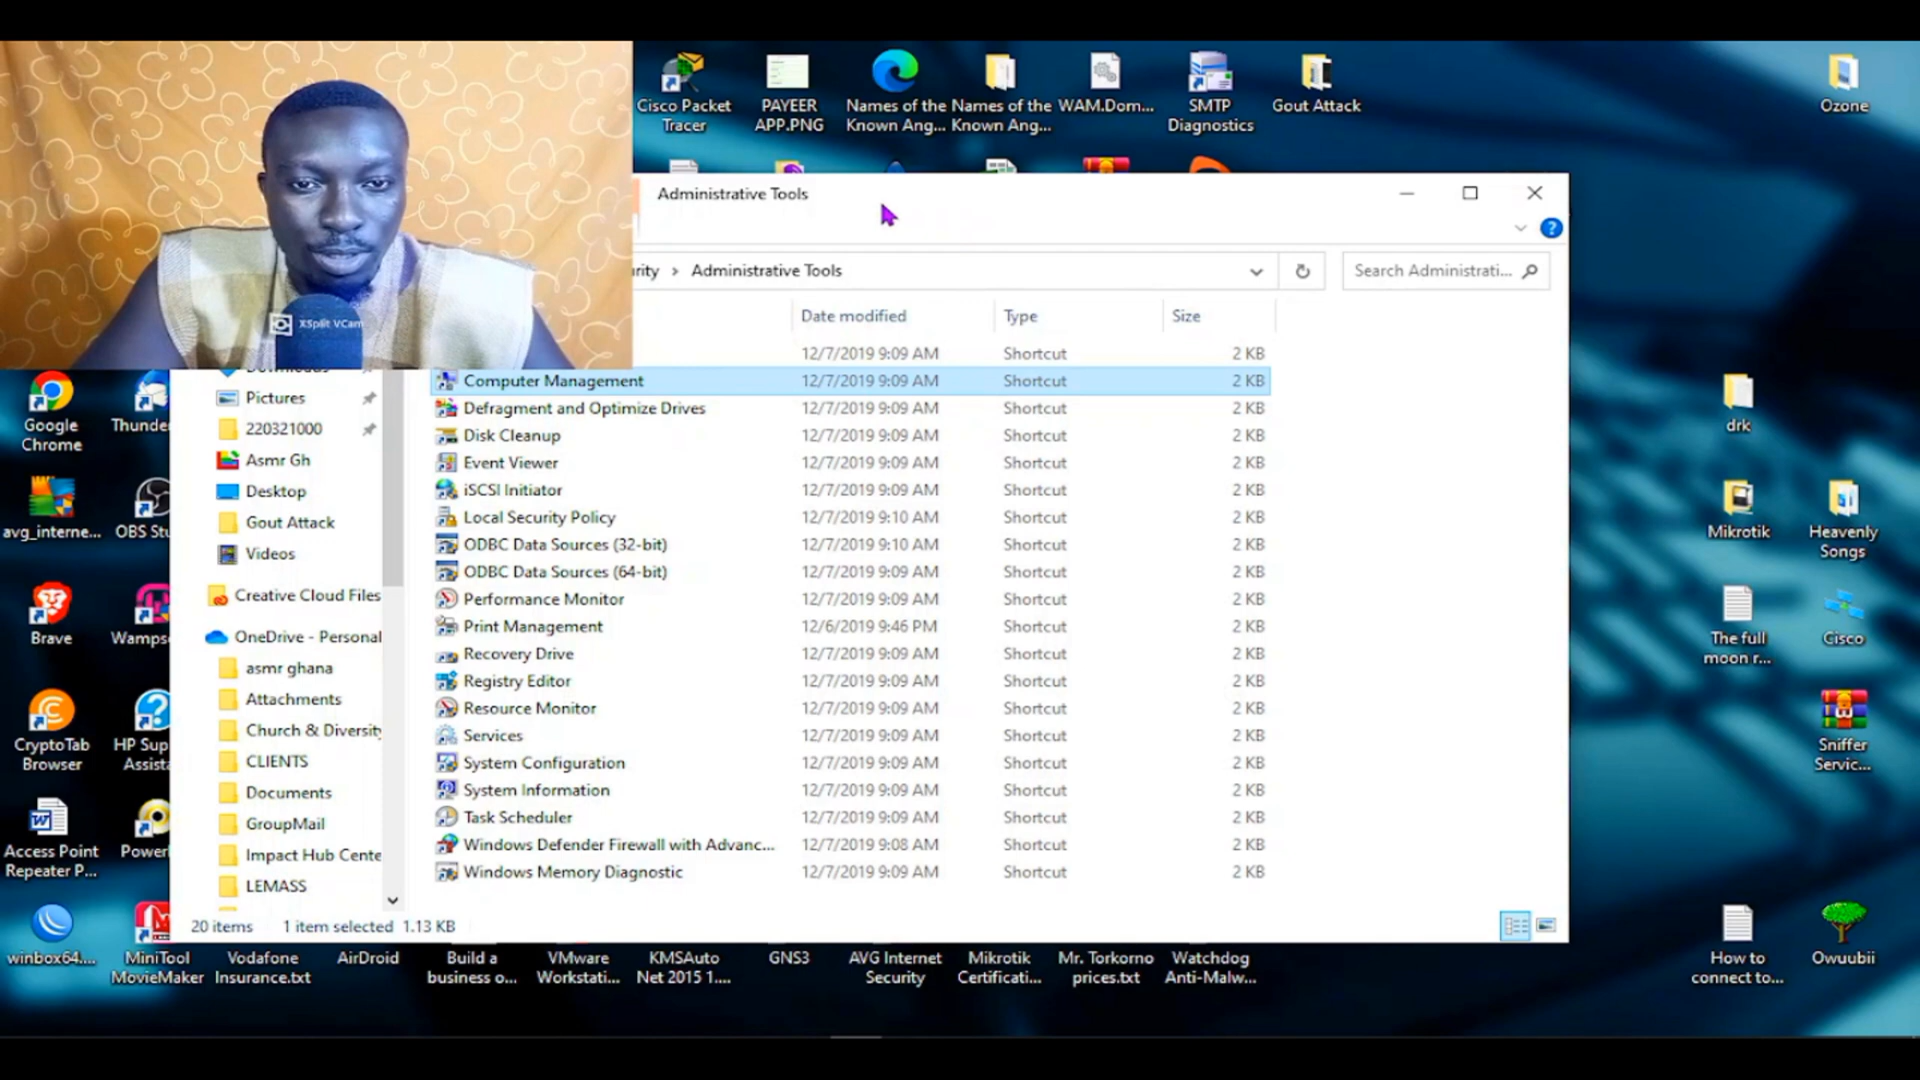 Cisco Packet
Tracer
PAYEER
APP.PNG
Names of the
Known Ang...
Names of the
Known Ang...
WAM.Dom...
SMTP
Diagnostics
Gout Attack
Ozone
Administrative Tools
Administrative Tools
Search Administrati...
XSplit VCam
Date modified
Type
Size
12/7/2019 9:09 AM Shortcut 2 KB
Computer Management 12/7/2019 9:09 AM Shortcut 2 KB
Defragment and Optimize Drives 12/7/2019 9:09 AM Shortcut 2 KB
Disk Cleanup 12/7/2019 9:09 AM Shortcut 2 KB
Event Viewer 12/7/2019 9:09 AM Shortcut 2 KB
iSCSI Initiator 12/7/2019 9:09 AM Shortcut 2 KB
Local Security Policy 12/7/2019 9:10 AM Shortcut 2 KB
ODBC Data Sources (32-bit) 12/7/2019 9:10 AM Shortcut 2 KB
ODBC Data Sources (64-bit) 12/7/2019 9:09 AM Shortcut 2 KB
Performance Monitor 12/7/2019 9:09 AM Shortcut 2 KB
Print Management 12/6/2019 9:46 PM Shortcut 2 KB
Recovery Drive 12/7/2019 9:09 AM Shortcut 2 KB
Registry Editor 12/7/2019 9:09 AM Shortcut 2 KB
Resource Monitor 12/7/2019 9:09 AM Shortcut 2 KB
Services 12/7/2019 9:09 AM Shortcut 2 KB
System Configuration 12/7/2019 9:09 AM Shortcut 2 KB
System Information 12/7/2019 9:09 AM Shortcut 2 KB
Task Scheduler 12/7/2019 9:09 AM Shortcut 2 KB
Windows Defender Firewall with Advanc... 12/7/2019 9:08 AM Shortcut 2 KB
Windows Memory Diagnostic 12/7/2019 9:09 AM Shortcut 2 KB
Pictures
220321000
Asmr Gh
Desktop
Gout Attack
Videos
Creative Cloud Files
OneDrive - Personal
asmr ghana
Attachments
Church & Diversity
CLIENTS
Documents
GroupMail
Impact Hub Cente
LEMASS
20 items 1 item selected 1.13 KB
Google
Chrome
Thunde
avg_interne...
OBS Stu
Brave
Wamps
CryptoTab
Browser
HP Sup
Assista
Access Point
Repeater P...
Power
winbox64....
MiniTool
MovieMaker
Vodafone
Insurance.txt
AirDroid
Build a
business o...
VMware
Workstati...
KMSAuto
Net 2015 1....
GNS3
AVG Internet
Security
Mikrotik
Certificati...
Mr. Torkorno
prices.txt
Watchdog
Anti-Malw...
drk
Mikrotik
Heavenly
Songs
The full
moon r...
Cisco
Sniffer
Servic...
How to
connect to...
Owuubii